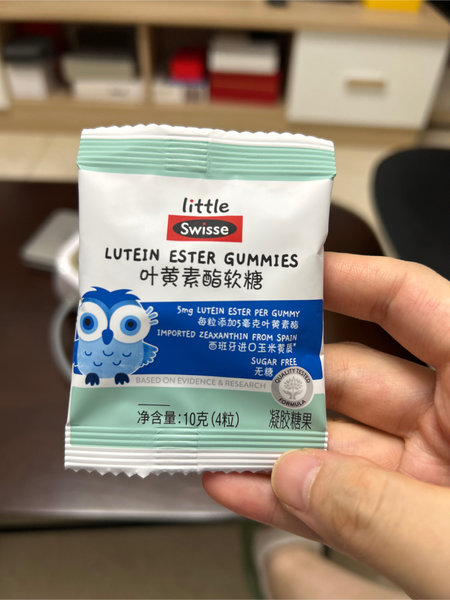 little
Swisse
LUTEIN ESTER GUMMIES
叶黄素酯软糖
5mg LUTEIN ESTER PER GUMMY
每粒添加5毫克叶黄素酯
IMPORTED ZEAXANTHIN FROM SPAIN
西班牙进口玉米黄质*
SUGAR FREE
无糖
QUALITY TESTED
FORMULA
BASED ON EVIDENCE & RESEARCH
净含量:10克(4粒)
凝胶糖果